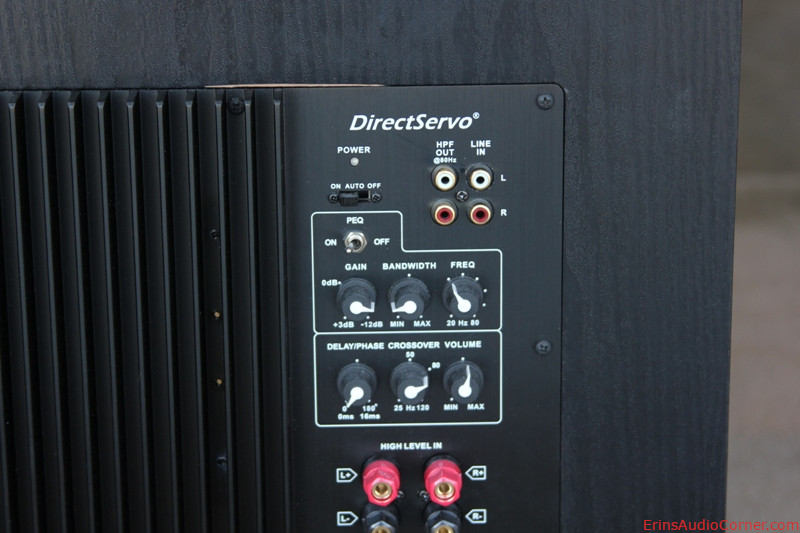 DirectServo®
POWER
HPF OUT @80Hz
LINE IN
L
R
ON AUTO OFF
PEQ
ON OFF
GAIN BANDWIDTH FREQ
0dB
+3dB -12dB MIN MAX 20 Hz 80
DELAY/PHASE CROSSOVER VOLUME
50
80
0° 180°
0ms 16ms
25 Hz 120
MIN MAX
HIGH LEVEL IN
L+ R+
L- R-
ErinsAudioCorner.com